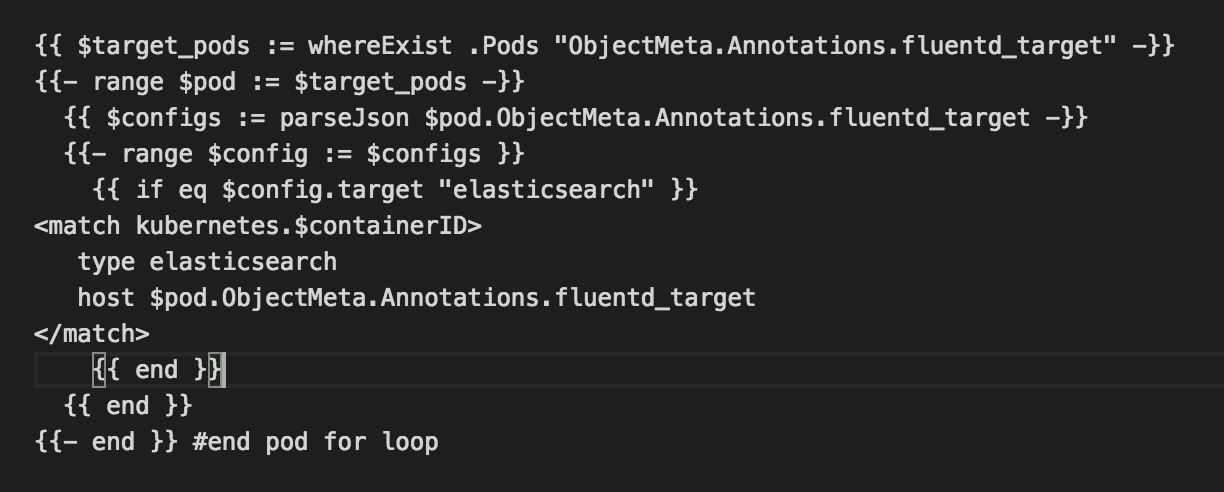 {{ $target_pods := whereExist .Pods "ObjectMeta.Annotations.fluentd_target" -}}
{{- range $pod := $target_pods -}}
  {{ $configs := parseJson $pod.ObjectMeta.Annotations.fluentd_target -}}
  {{- range $config := $configs }}
    {{ if eq $config.target "elasticsearch" }}
<match kubernetes.$containerID>
   type elasticsearch
   host $pod.ObjectMeta.Annotations.fluentd_target
</match>
    {{ end }}
  {{ end }}
{{- end }} #end pod for loop